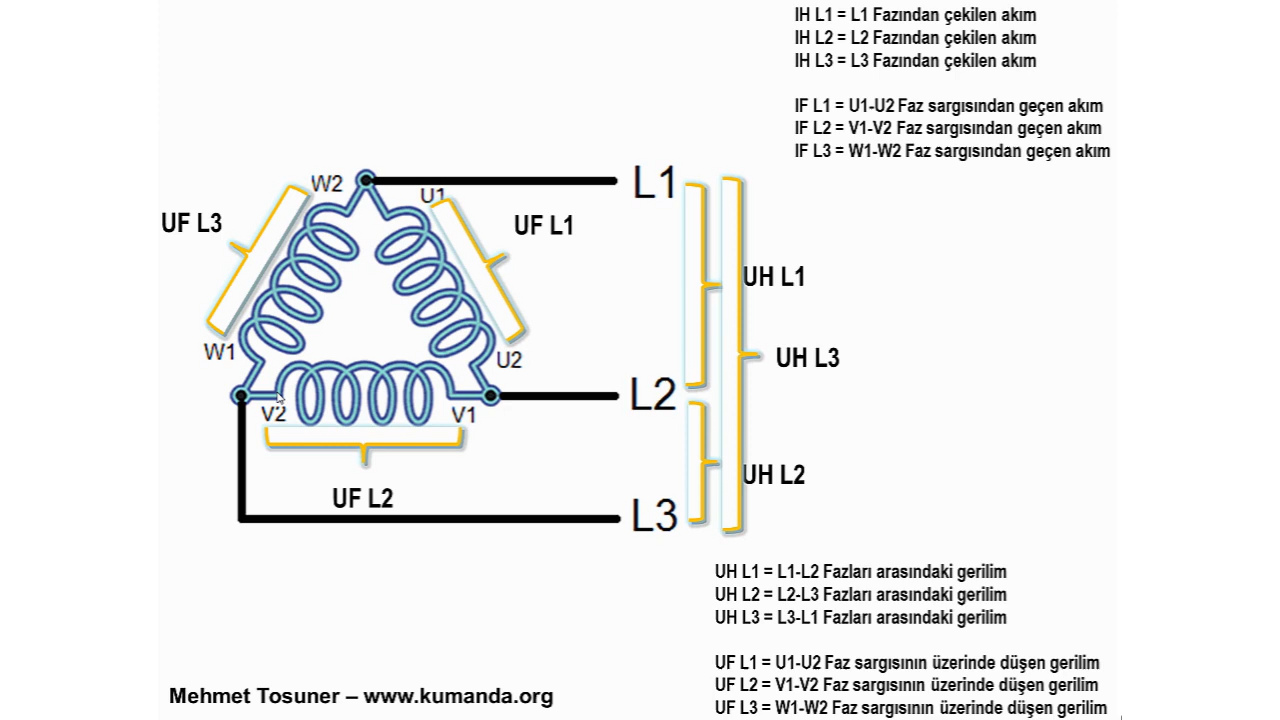 IH L1 = L1 Fazından çekilen akım
IH L2 = L2 Fazından çekilen akım
IH L3 = L3 Fazından çekilen akım
IF L1 = U1-U2 Faz sargısından geçen akım
IF L2 = V1-V2 Faz sargısından geçen akım
IF L3 = W1-W2 Faz sargısından geçen akım
W2
U1
L1
UF L3
UF L1
UH L1
W1
U2
UH L3
L2
V2
V1
UH L2
UF L2
L3
UH L1 = L1-L2 Fazları arasındaki gerilim
UH L2 = L2-L3 Fazları arasındaki gerilim
UH L3 = L3-L1 Fazları arasındaki gerilim
UF L1 = U1-U2 Faz sargısının üzerinde düşen gerilim
UF L2 = V1-V2 Faz sargısının üzerinde düşen gerilim
UF L3 = W1-W2 Faz sargısının üzerinde düşen gerilim
Mehmet Tosuner – www.kumanda.org